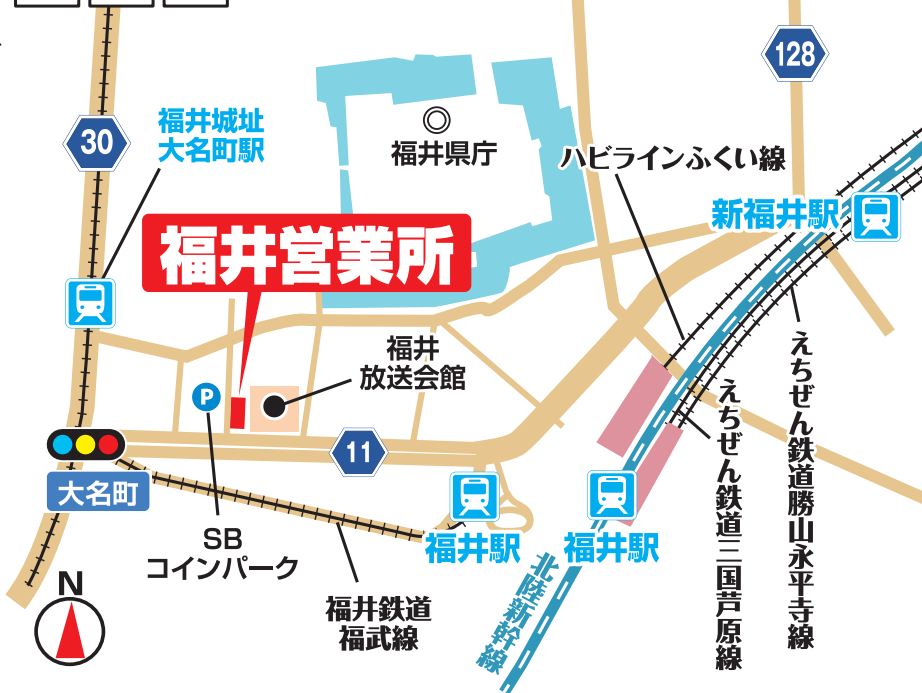 128
30
福井城址
大名町駅
福井県庁
ハピラインふくい線
新福井駅
福井営業所
福井
放送会館
P
11
大名町
SB
コインパーク
福井駅
福井駅
えちぜん鉄道勝山永平寺線
えちぜん鉄道三国芦原線
北陸新幹線
福井鉄道
福武線
N